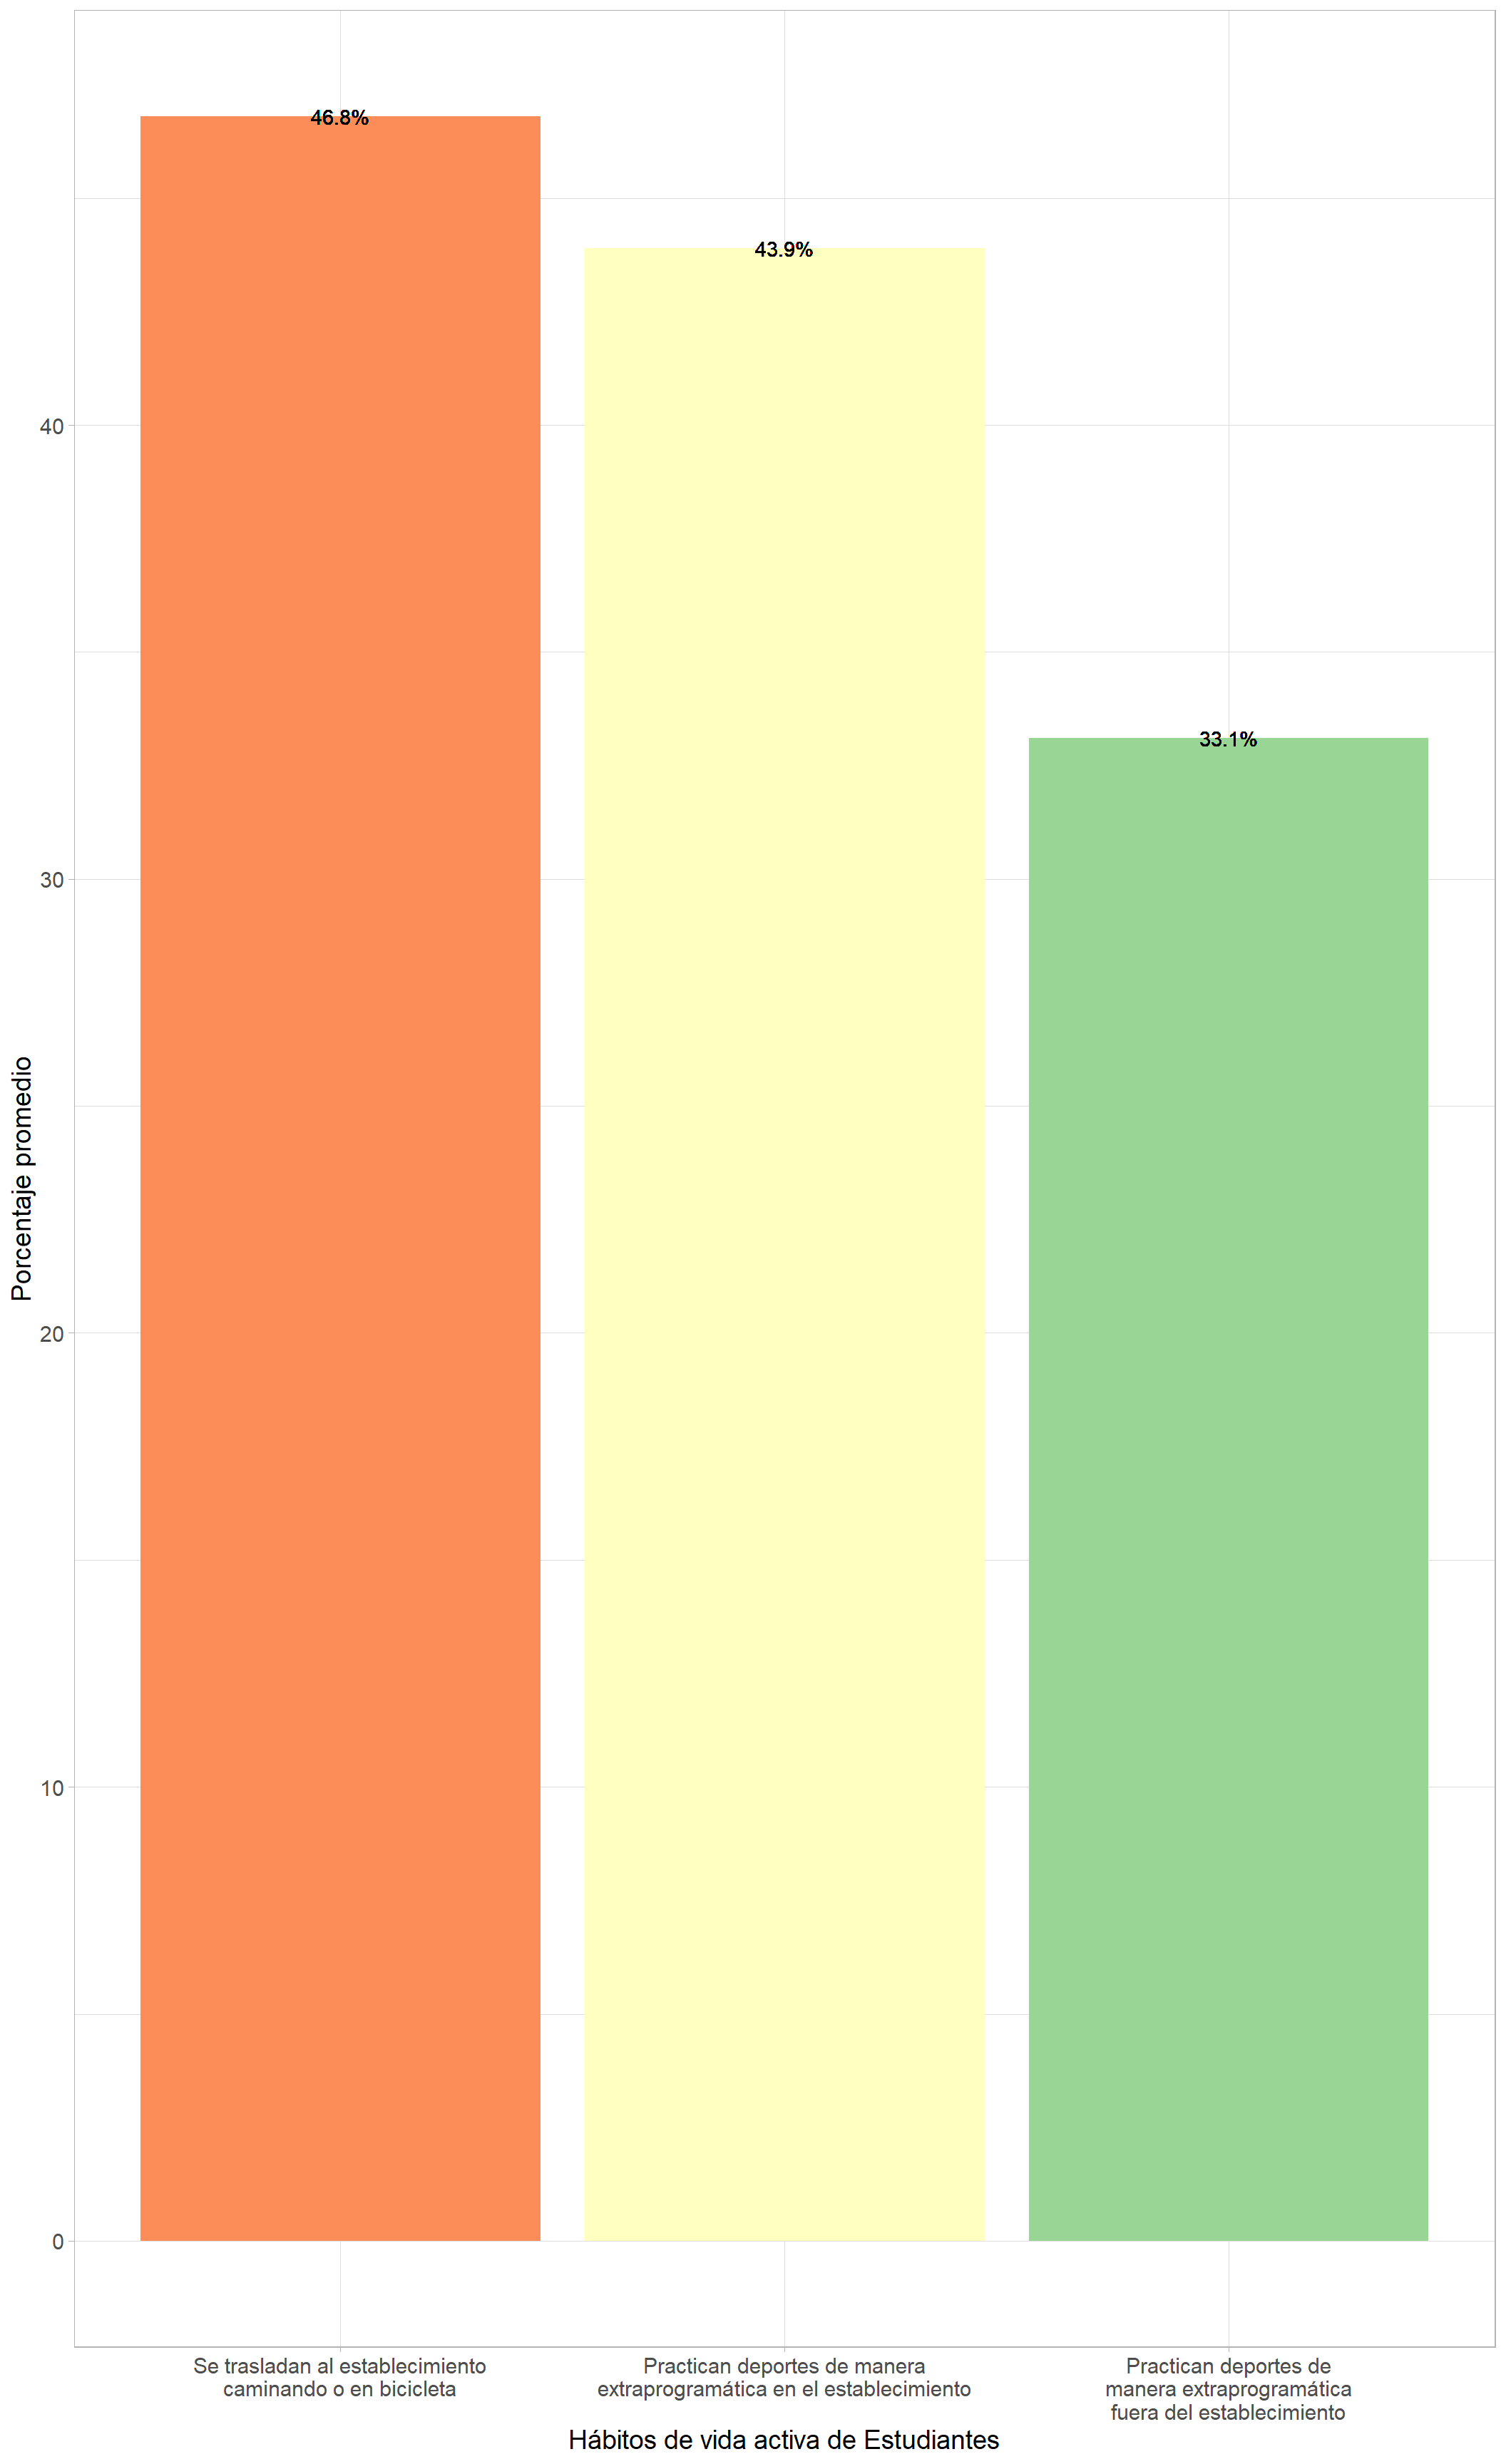 46.8%
43.9%
33.1%
40
30
20
10
0
Porcentaje promedio
Se trasladan al establecimiento
caminando o en bicicleta
Practican deportes de manera
extraprogramática en el establecimiento
Practican deportes de
manera extraprogramática
fuera del establecimiento
Hábitos de vida activa de Estudiantes